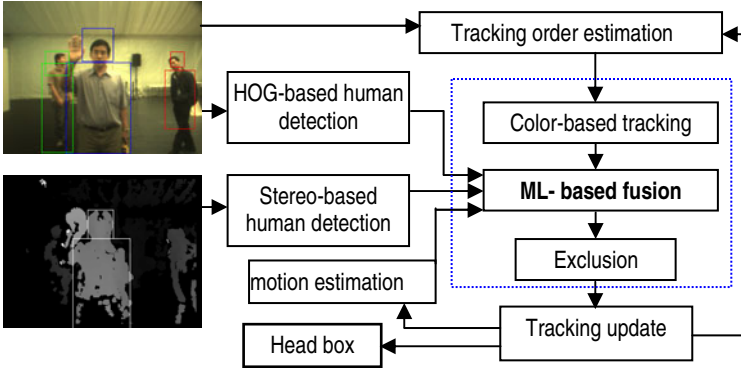 Tracking order estimation
HOG-based human
detection
Color-based tracking
Stereo-based
human detection
ML- based fusion
motion estimation
Exclusion
Tracking update
Head box